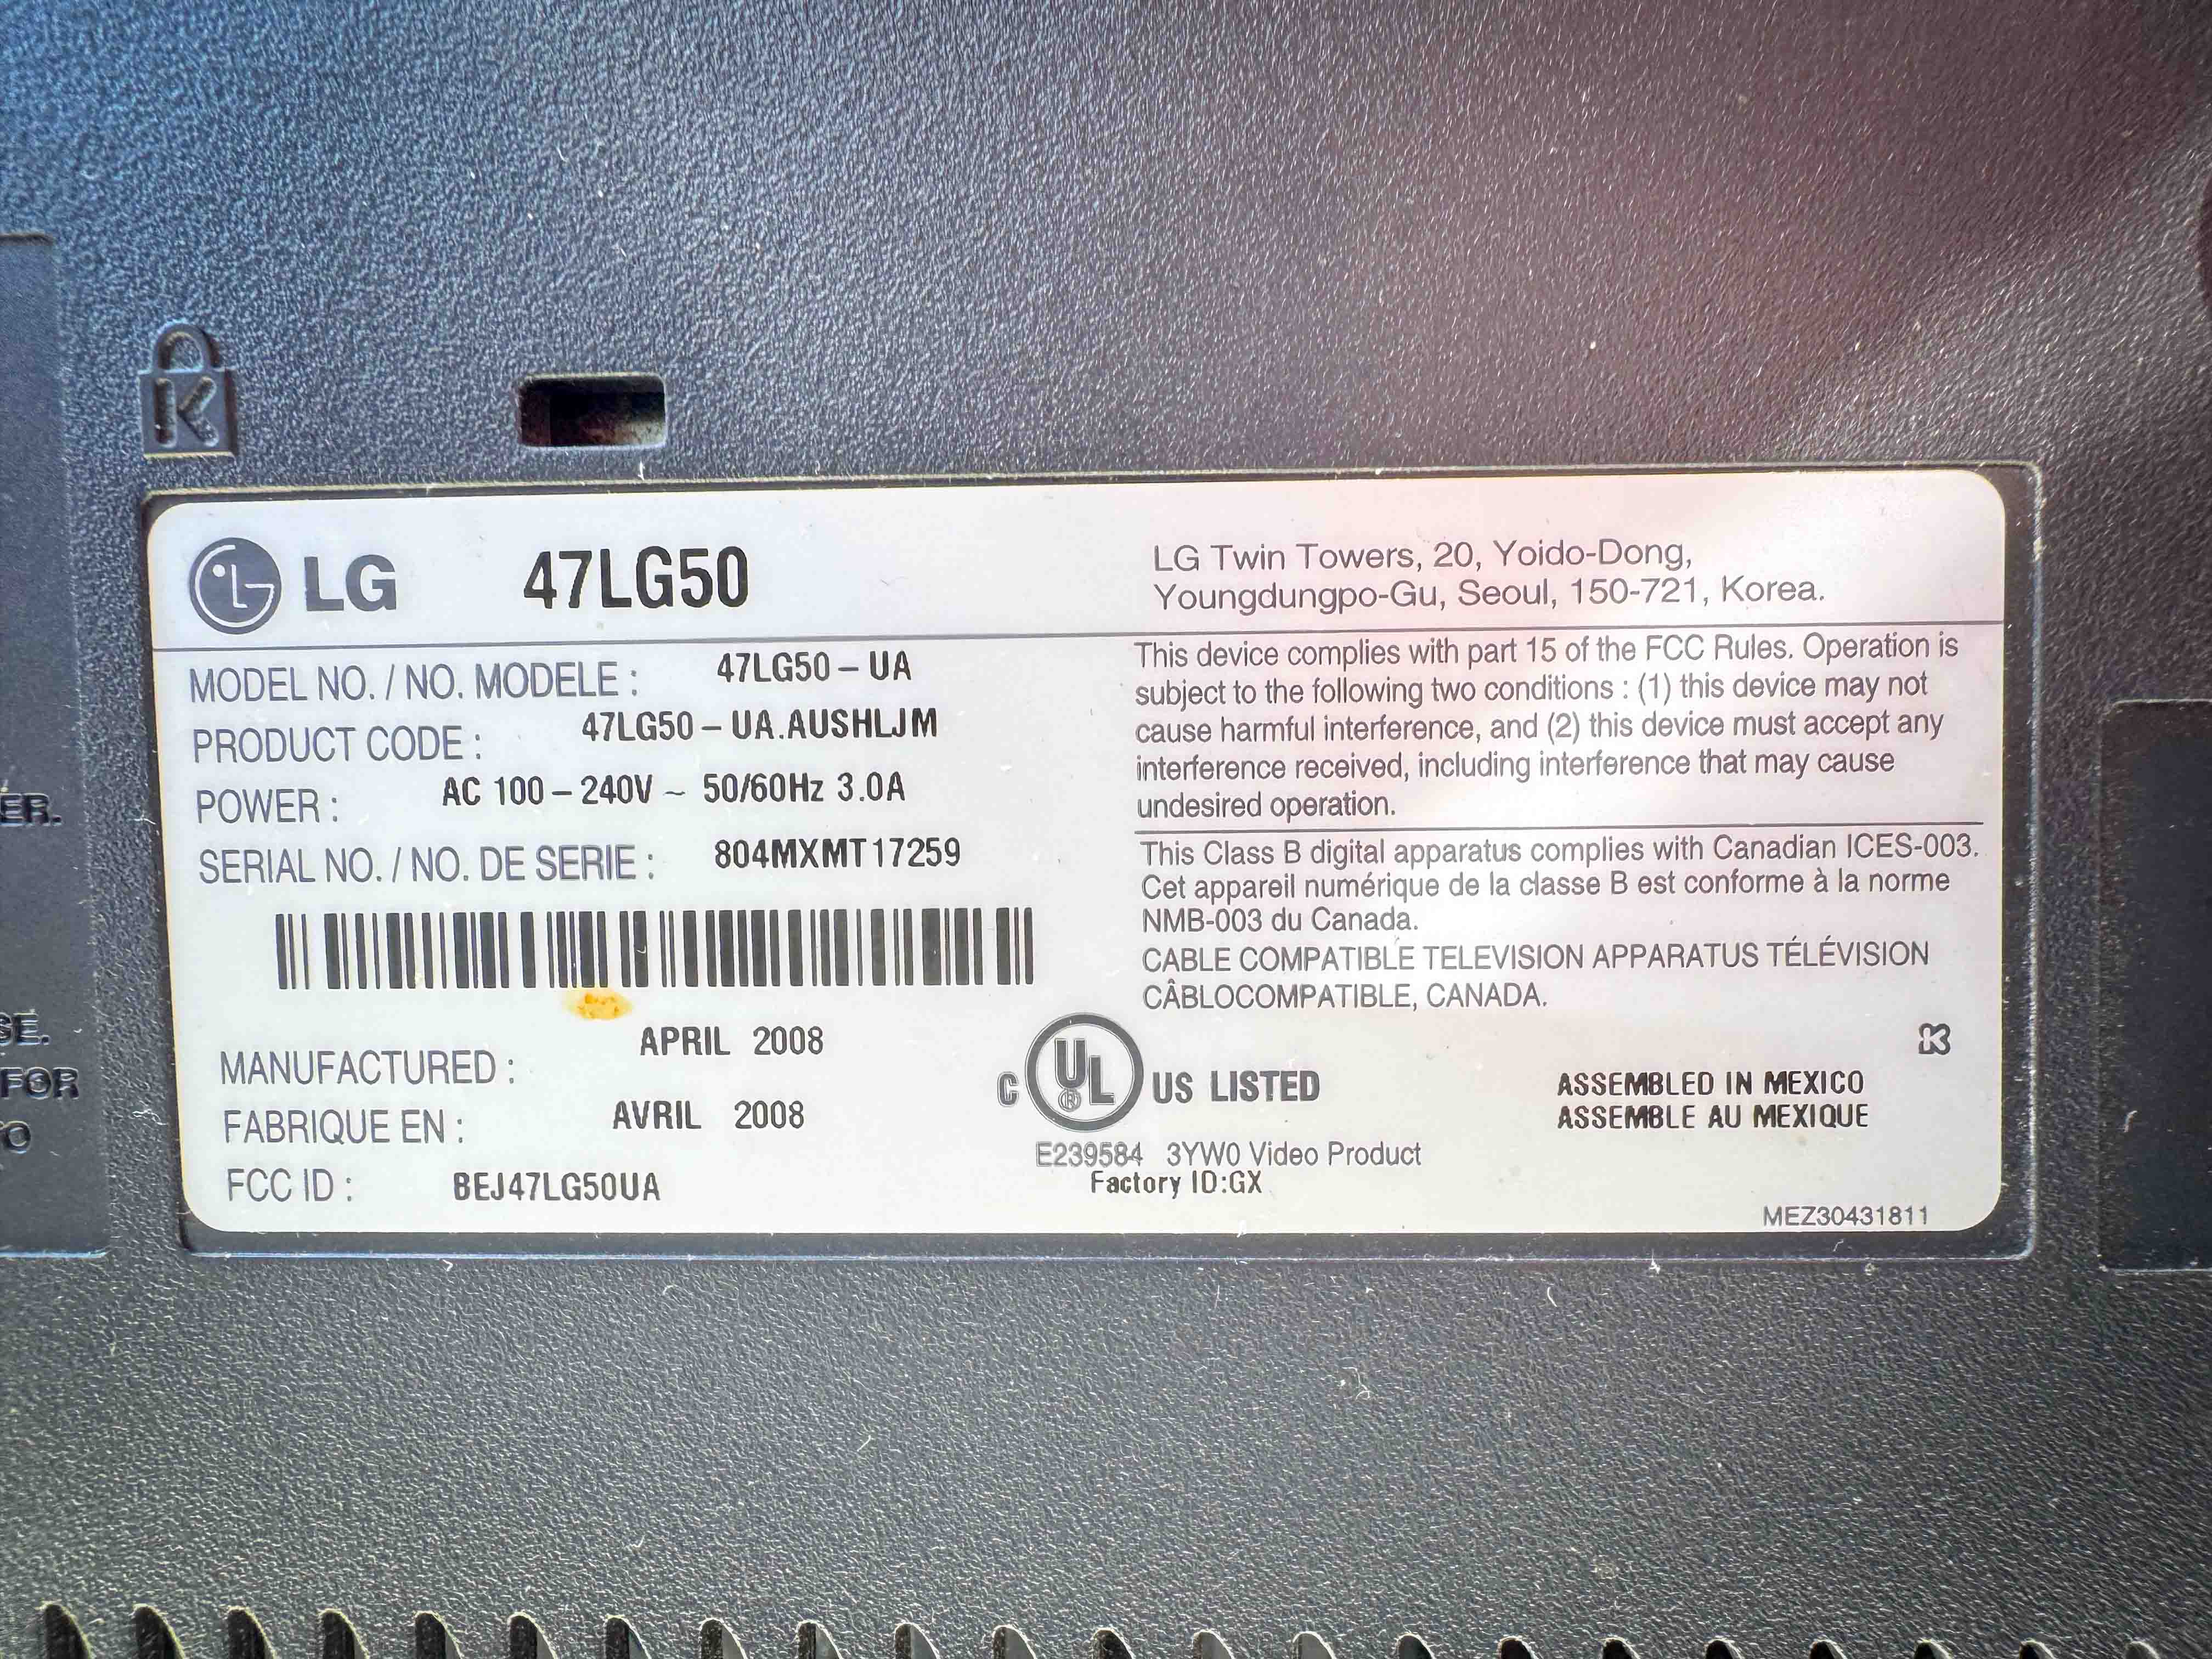 K
LG 47LG50
LG Twin Towers, 20, Yoido-Dong,
Youngdungpo-Gu, Seoul, 150-721, Korea.
MODEL NO. / NO. MODELE : 47LG50 – UA
PRODUCT CODE : 47LG50 – UA.AUSHLJM
POWER : AC 100 – 240V ~ 50/60Hz 3.0A
SERIAL NO. / NO. DE SERIE : 804MXMT17259
MANUFACTURED : APRIL 2008
FABRIQUE EN : AVRIL 2008
FCC ID : BEJ47LG50UA
This device complies with part 15 of the FCC Rules. Operation is
subject to the following two conditions : (1) this device may not
cause harmful interference, and (2) this device must accept any
interference received, including interference that may cause
undesired operation.
This Class B digital apparatus complies with Canadian ICES-003.
Cet appareil numérique de la classe B est conforme à la norme
NMB-003 du Canada.
CABLE COMPATIBLE TELEVISION APPARATUS TÉLÉVISION
CÂBLOCOMPATIBLE, CANADA.
C UL ® US LISTED
E239584 3YW0 Video Product
Factory ID:GX
K
ASSEMBLED IN MEXICO
ASSEMBLE AU MEXIQUE
MEZ30431811
ER.
SE.
FOR
TO